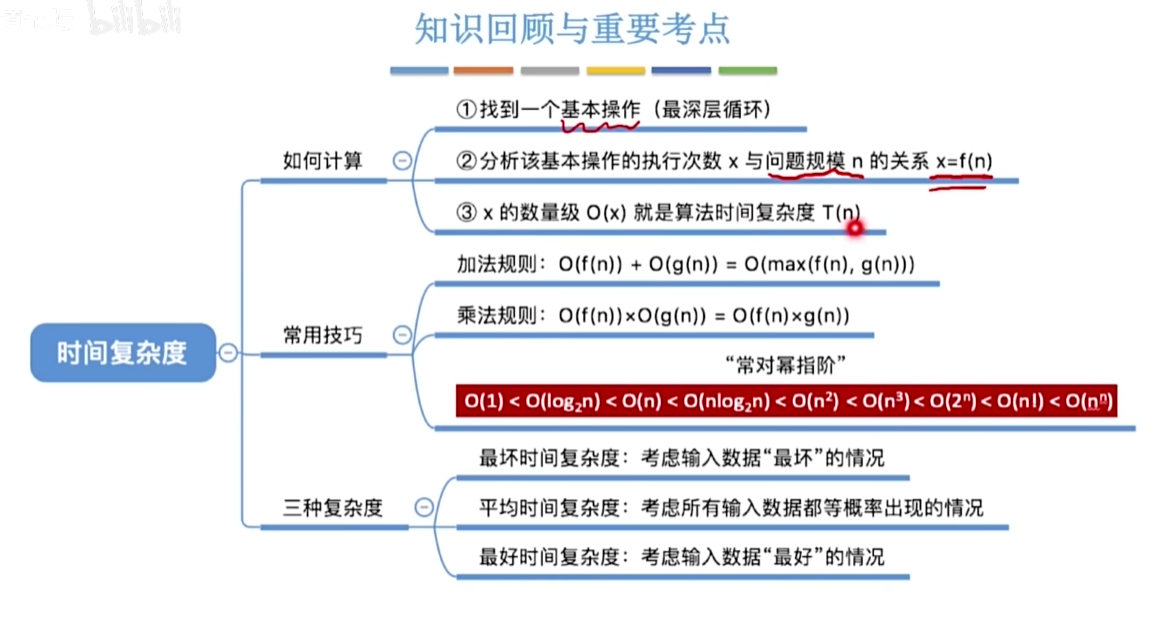 bilibili
知识回顾与重要考点
①找到一个基本操作（最深层循环）
如何计算
②分析该基本操作的执行次数 x 与问题规模 n 的关系 x=f(n)
③ x 的数量级 O(x) 就是算法时间复杂度 T(n)
加法规则：O(f(n)) + O(g(n)) = O(max(f(n), g(n)))
常用技巧
乘法规则：O(f(n))×O(g(n)) = O(f(n)×g(n))
时间复杂度
“常对幂指阶”
O(1) < O(log₂n) < O(n) < O(nlog₂n) < O(n²) < O(n³) < O(2ⁿ) < O(n!) < O(nⁿ)
最坏时间复杂度：考虑输入数据“最坏”的情况
三种复杂度
平均时间复杂度：考虑所有输入数据都等概率出现的情况
最好时间复杂度：考虑输入数据“最好”的情况